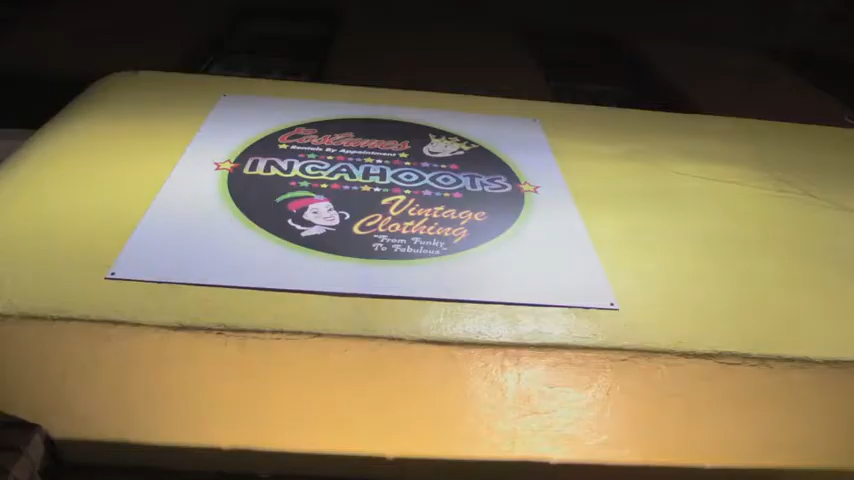 Costumes
Rentals By Appointment
INCAHOOTS
Vintage
Clothing
"From Funky
To Fabulous"